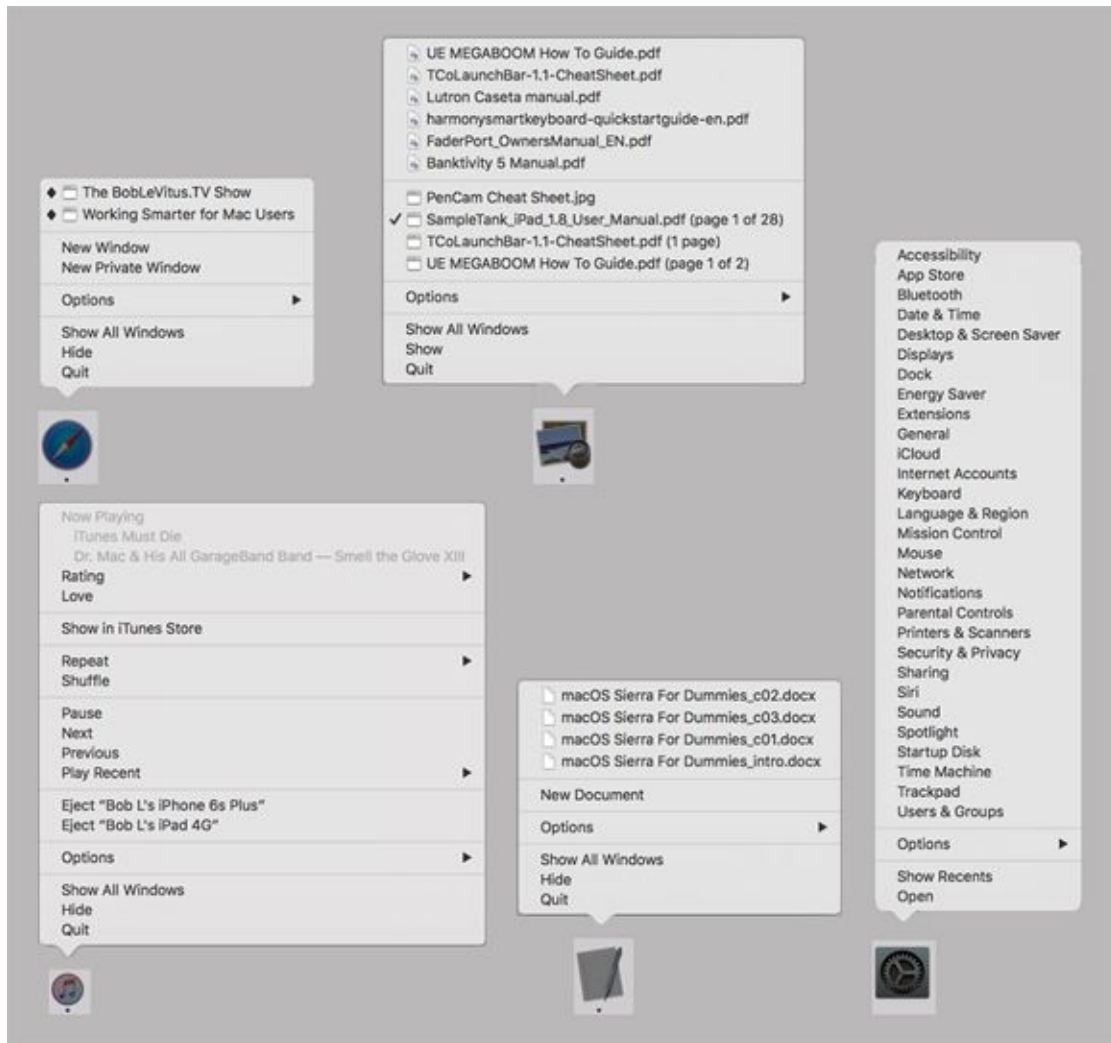 The BobLeVitus.TV Show
Working Smarter for Mac Users
New Window
New Private Window
Options
Show All Windows
Hide
Quit
UE MEGABOOM How To Guide.pdf
TCoLaunchBar-1.1-CheatSheet.pdf
Lutron Caseta manual.pdf
harmonysmartkeyboard-quickstartguide-en.pdf
FaderPort_OwnersManual_EN.pdf
Banktivity 5 Manual.pdf
PenCam Cheat Sheet.jpg
SampleTank_iPad_1.8_User_Manual.pdf (page 1 of 28)
TCoLaunchBar-1.1-CheatSheet.pdf (1 page)
UE MEGABOOM How To Guide.pdf (page 1 of 2)
Options
Show All Windows
Show
Quit
Now Playing
iTunes Must Die
Dr. Mac & His All GarageBand Band — Smell the Glove XIII
Rating
Love
Show in iTunes Store
Repeat
Shuffle
Pause
Next
Previous
Play Recent
Eject "Bob L's iPhone 6s Plus"
Eject "Bob L's iPad 4G"
Options
Show All Windows
Hide
Quit
macOS Sierra For Dummies_c02.docx
macOS Sierra For Dummies_c03.docx
macOS Sierra For Dummies_c01.docx
macOS Sierra For Dummies_intro.docx
New Document
Options
Show All Windows
Hide
Quit
Accessibility
App Store
Bluetooth
Date & Time
Desktop & Screen Saver
Displays
Dock
Energy Saver
Extensions
General
iCloud
Internet Accounts
Keyboard
Language & Region
Mission Control
Mouse
Network
Notifications
Parental Controls
Printers & Scanners
Security & Privacy
Sharing
Siri
Sound
Spotlight
Startup Disk
Time Machine
Trackpad
Users & Groups
Options
Show Recents
Open